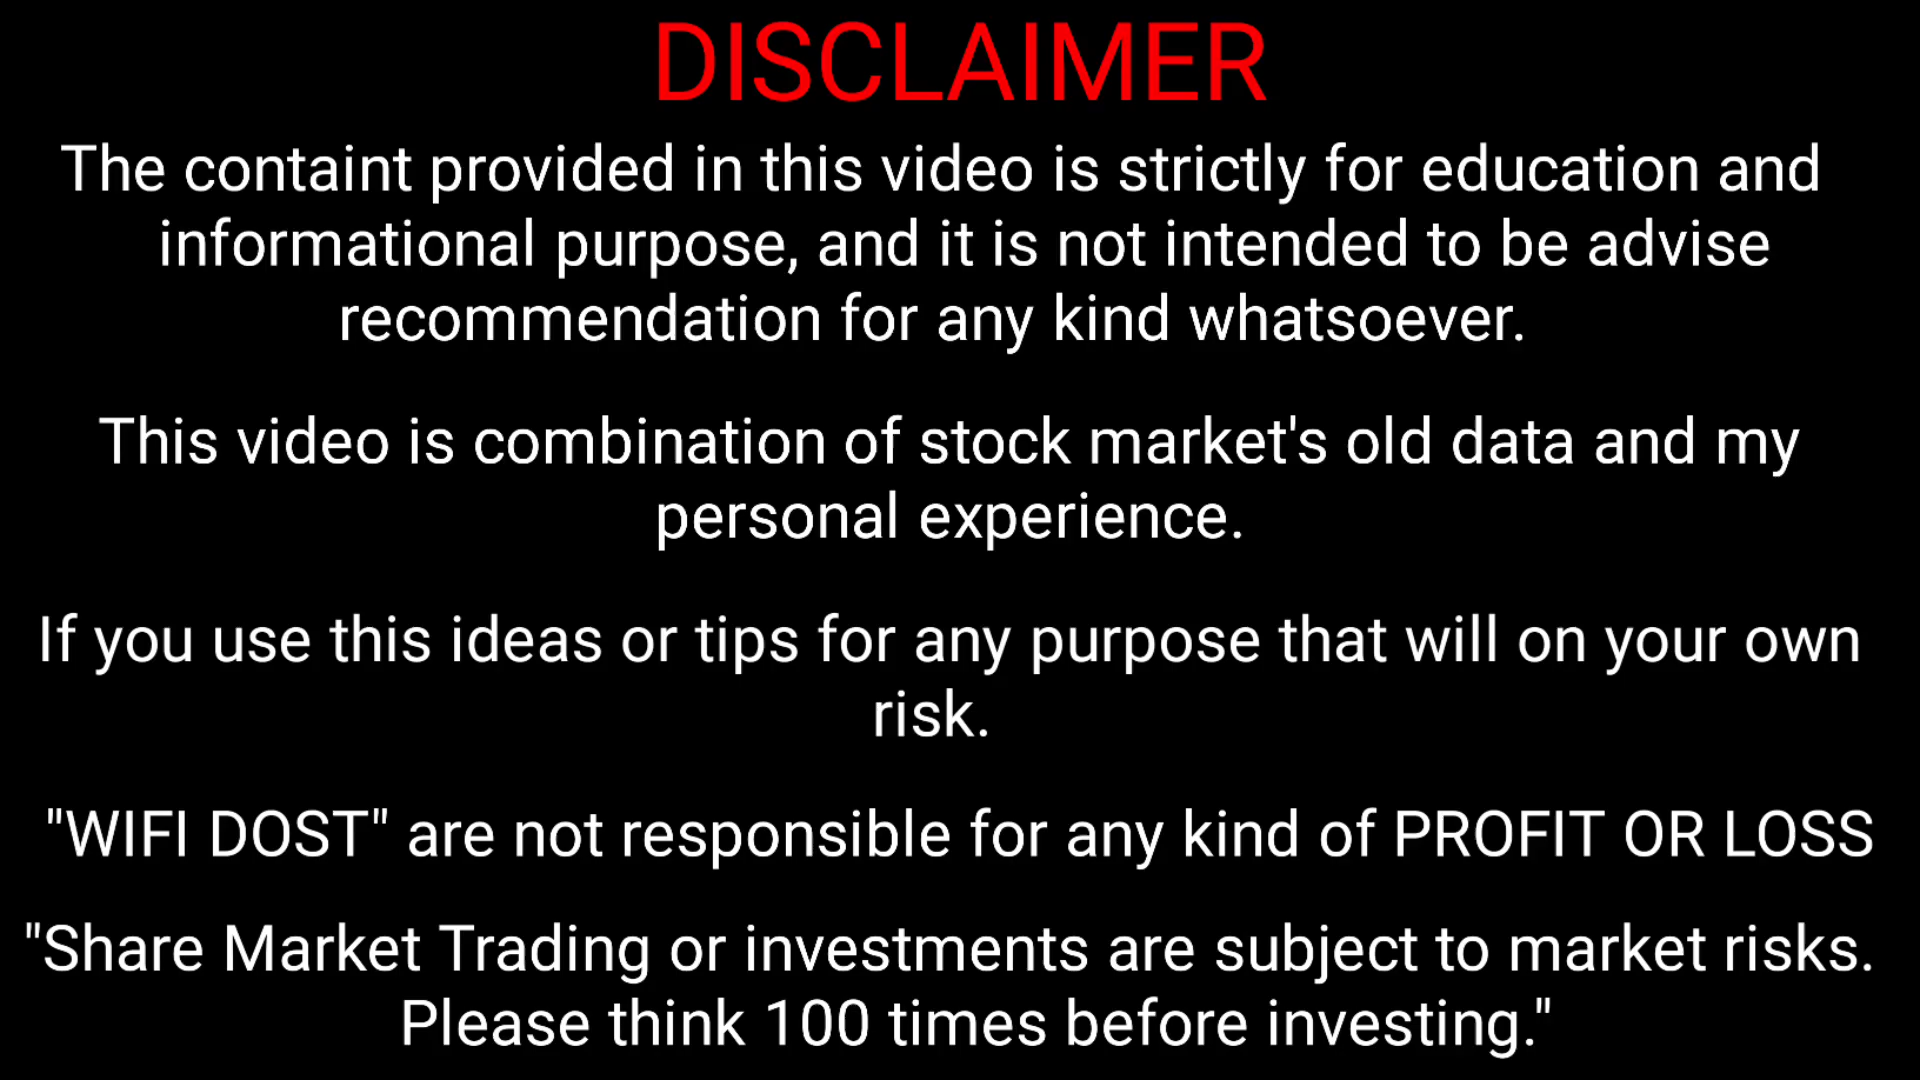 DISCLAIMER
The containt provided in this video is strictly for education and
informational purpose, and it is not intended to be advise
recommendation for any kind whatsoever.
This video is combination of stock market's old data and my
personal experience.
If you use this ideas or tips for any purpose that will on your own
risk.
"WIFI DOST" are not responsible for any kind of PROFIT OR LOSS
"Share Market Trading or investments are subject to market risks.
Please think 100 times before investing."